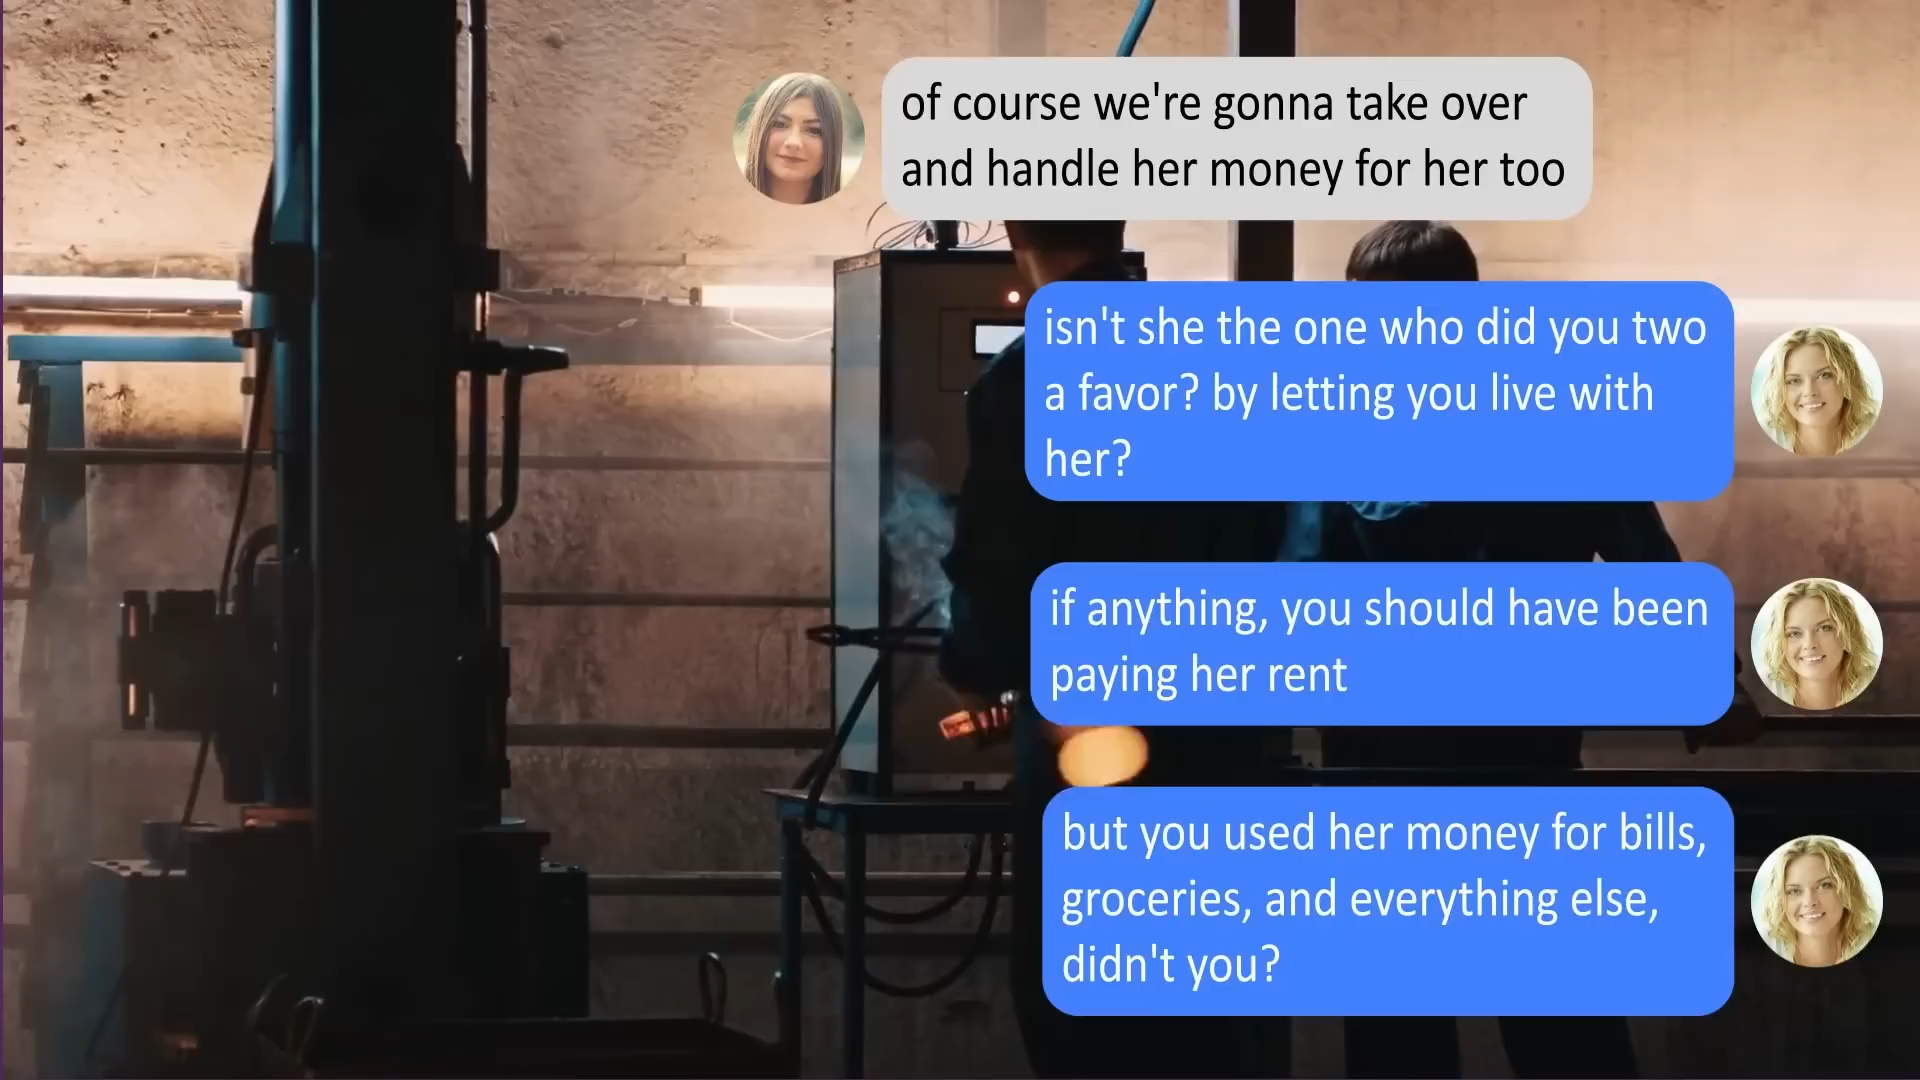 of course we're gonna take over
and handle her money for her too
isn't she the one who did you two
a favor? by letting you live with
her?
if anything, you should have been
paying her rent
but you used her money for bills,
groceries, and everything else,
didn't you?